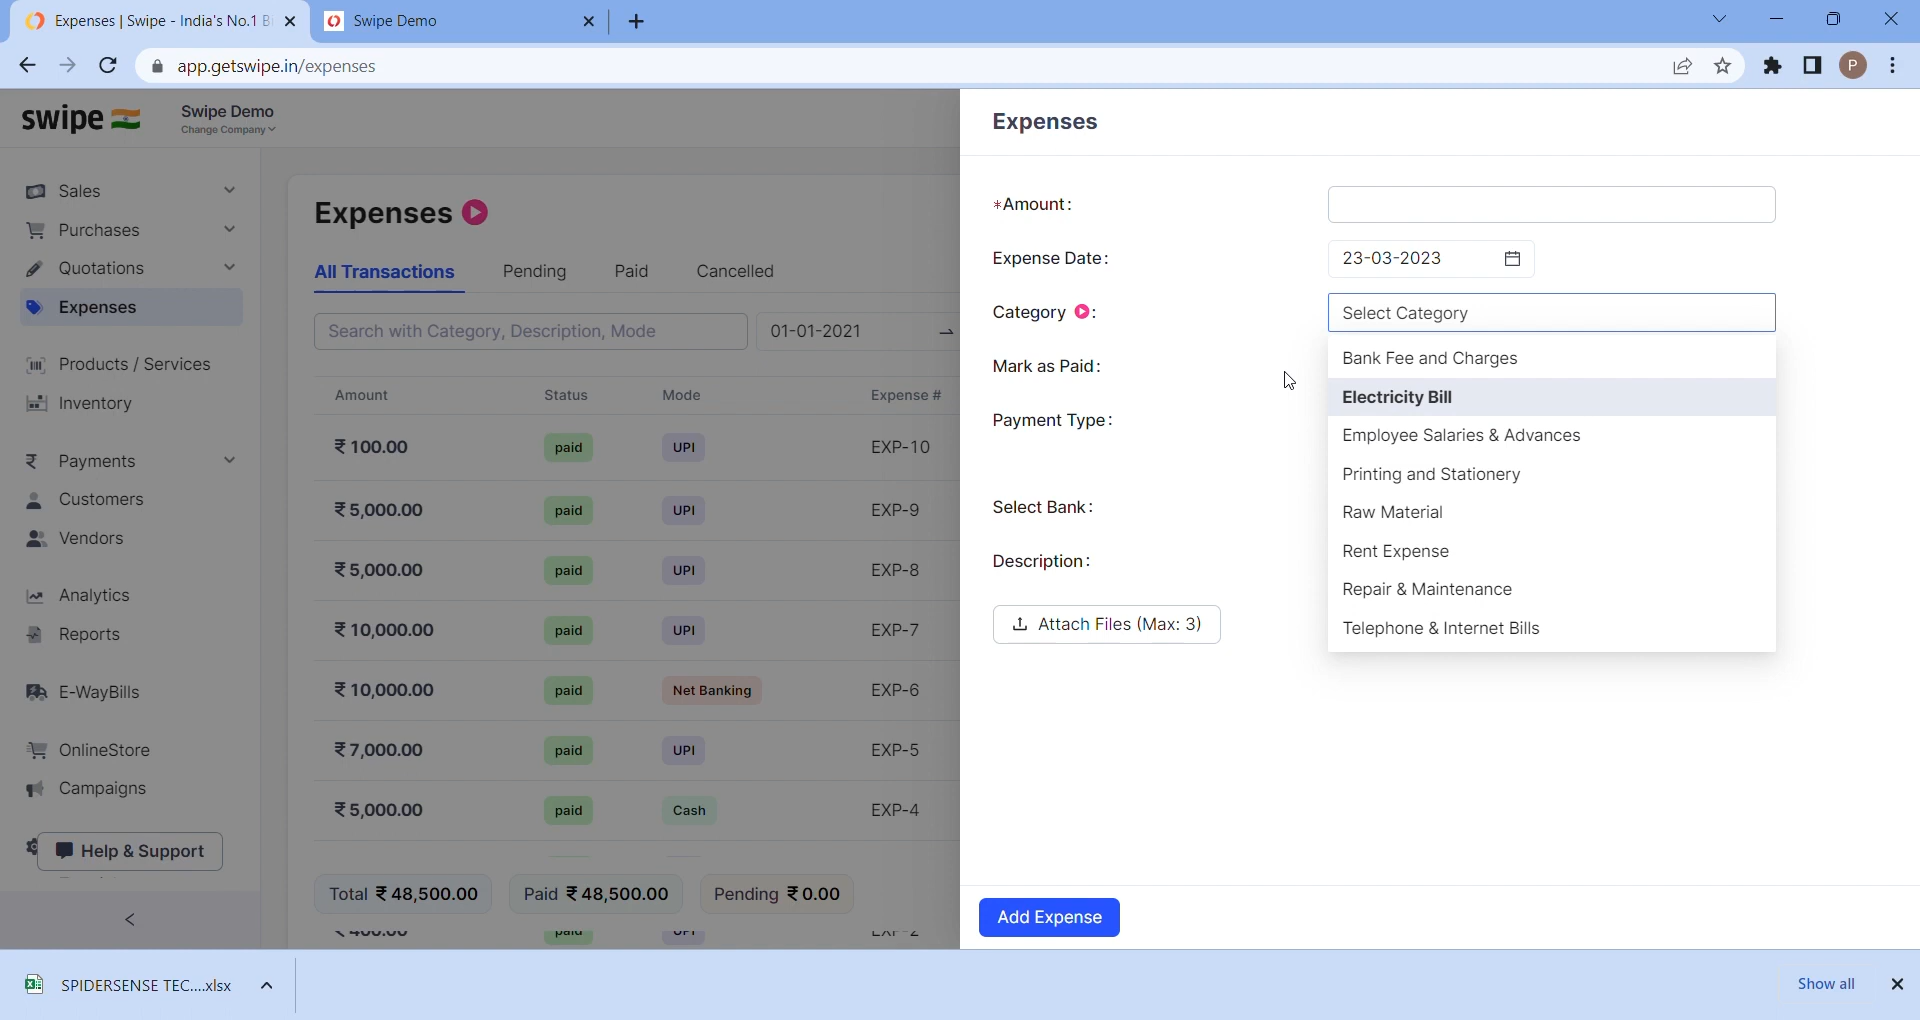 Expenses | Swipe - India's No.1 Bi
Swipe Demo
app.getswipe.in/expenses
P
swipe
Swipe Demo
Change Company
Sales
Purchases
Quotations
Expenses
Products / Services
Inventory
Payments
Customers
Vendors
Analytics
Reports
E-WayBills
OnlineStore
Campaigns
Help & Support
Expenses
All Transactions Pending Paid Cancelled
Search with Category, Description, Mode 01-01-2021 →
Amount Status Mode Expense #
₹ 100.00 paid UPI EXP-10
₹ 5,000.00 paid UPI EXP-9
₹ 5,000.00 paid UPI EXP-8
₹ 10,000.00 paid UPI EXP-7
₹ 10,000.00 paid Net Banking EXP-6
₹ 7,000.00 paid UPI EXP-5
₹ 5,000.00 paid Cash EXP-4
Total ₹ 48,500.00 Paid ₹ 48,500.00 Pending ₹ 0.00
Expenses
*Amount:
Expense Date: 23-03-2023
Category : Select Category
Mark as Paid:
Payment Type:
Select Bank:
Description:
Attach Files (Max: 3)
Bank Fee and Charges
Electricity Bill
Employee Salaries & Advances
Printing and Stationery
Raw Material
Rent Expense
Repair & Maintenance
Telephone & Internet Bills
Add Expense
SPIDERSENSE TEC....xlsx
Show all